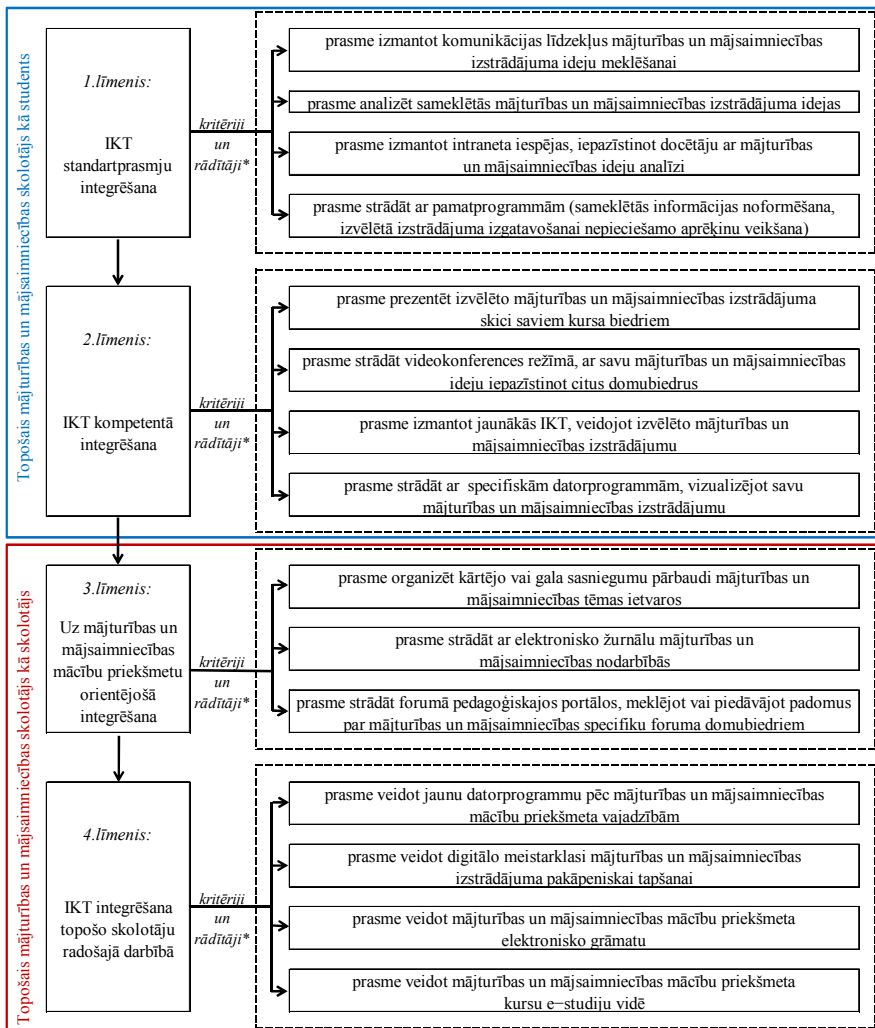 Topošais mājturības un mājsaimniecības skolotājs kā students
1.līmenis:
IKT
standartprasmju
integrēšana
kritēriji
un
rādītāji*
prasme izmantot komunikācijas līdzekļus mājturības un mājsaimniecības
izstrādājuma ideju meklēšanai
prasme analizēt sameklētās mājturības un mājsaimniecības izstrādājuma idejas
prasme izmantot intraneta iespējas, iepazīstinot docētāju ar mājturības
un mājsaimniecības ideju analīzi
prasme strādāt ar pamatprogrammām (sameklētās informācijas noformēšana,
izvēlētā izstrādājuma izgatavošanai nepieciešamo aprēķinu veikšana)
2.līmenis:
IKT kompetentā
integrēšana
kritēriji
un
rādītāji*
prasme prezentēt izvēlēto mājturības un mājsaimniecības izstrādājuma
skici saviem kursa biedriem
prasme strādāt videokonferences režīmā, ar savu mājturības un mājsaimniecības
ideju iepazīstinot citus domubiedrus
prasme izmantot jaunākās IKT, veidojot izvēlēto mājturības un
mājsaimniecības izstrādājumu
prasme strādāt ar specifiskām datorprogrammām, vizualizējot savu
mājturības un mājsaimniecības izstrādājumu
Topošais mājturības un mājsaimniecības skolotājs kā skolotājs
3.līmenis:
Uz mājturības un
mājsaimniecības
mācību priekšmetu
orientējošā
integrēšana
kritēriji
un
rādītāji*
prasme organizēt kārtējo vai gala sasniegumu pārbaudi mājturības un
mājsaimniecības tēmas ietvaros
prasme strādāt ar elektronisko žurnālu mājturības un
mājsaimniecības nodarbībās
prasme strādāt forumā pedagoģiskajos portālos, meklējot vai piedāvājot padomus
par mājturības un mājsaimniecības specifiku foruma domubiedriem
4.līmenis:
IKT integrēšana
topošo skolotāju
radošajā darbībā
kritēriji
un
rādītāji*
prasme veidot jaunu datorprogrammu pēc mājturības un mājsaimniecības
mācību priekšmeta vajadzībām
prasme veidot digitālo meistarklasi mājturības un mājsaimniecības
izstrādājuma pakāpeniskai tapšanai
prasme veidot mājturības un mājsaimniecības mācību priekšmeta
elektronisko grāmatu
prasme veidot mājturības un mājsaimniecības mācību priekšmeta
kursu e−studiju vidē